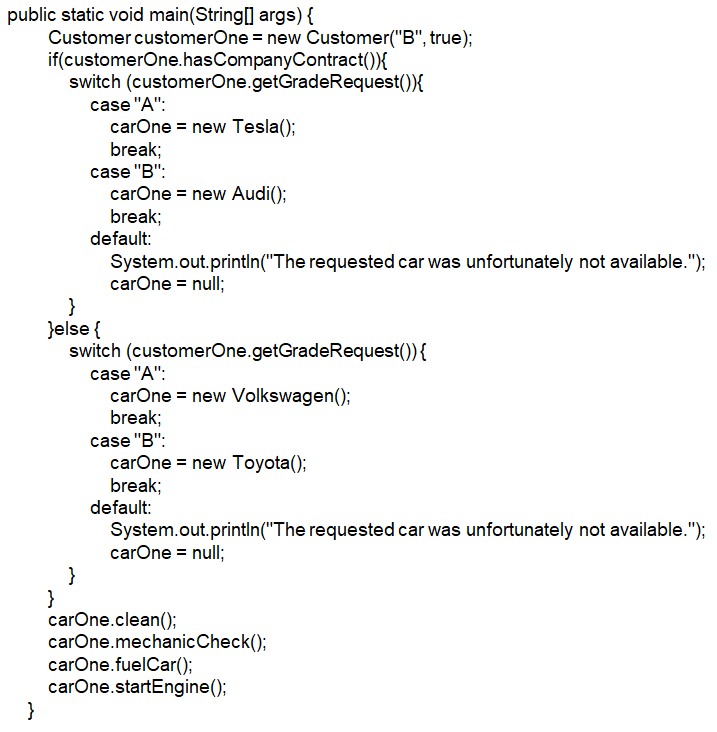 public static void main(String[] args) {
Customer customerOne = new Customer("B", true);
if(customerOne.hasCompanyContract()){
switch (customerOne.getGradeRequest()){
case "A":
carOne = new Tesla();
break;
case "B":
carOne = new Audi();
break;
default:
System.out.println("The requested car was unfortunately not available.");
carOne = null;
}
}else {
switch (customerOne.getGradeRequest()) {
case "A":
carOne = new Volkswagen();
break;
case "B":
carOne = new Toyota();
break;
default:
System.out.println("The requested car was unfortunately not available.");
carOne = null;
}
}
carOne.clean();
carOne.mechanicCheck();
carOne.fuelCar();
carOne.startEngine();
}